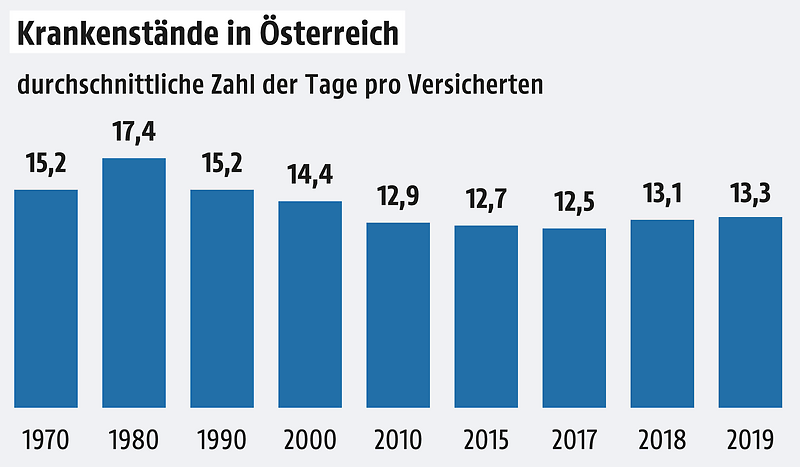 Krankenstände in Österreich
durchschnittliche Zahl der Tage pro Versicherten
15,2 17,4 15,2 14,4 12,9 12,7 12,5 13,1 13,3
1970 1980 1990 2000 2010 2015 2017 2018 2019